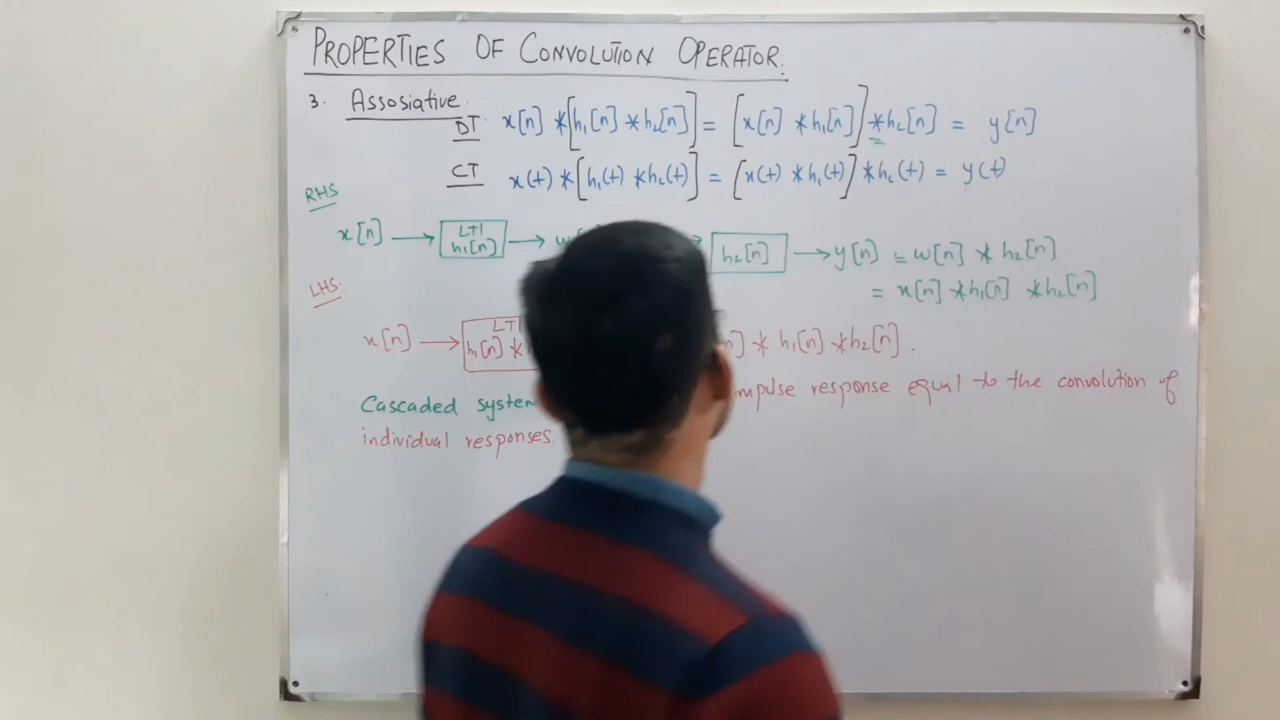 PROPERTIES OF CONVOLUTION OPERATOR.
3. Assosiative.
DT. x[n] * [h₁[n] * h₂[n]] = [x[n] * h₁[n]] * h₂[n] = y[n]
CT x(t) * [h₁(t) * h₂(t)] = [x(t) * h₁(t)] * h₂(t) = y(t)
RHS
x[n] → LTI h₁[n] → h₂[n] → y[n] = w[n] * h₂[n]
= x[n] * h₁[n] * h₂[n]
LHS.
x[n] → LTI h₁[n] * n] * h₁[n] * h₂[n].
Cascaded system impulse response equal to the convolution of
individual responses.